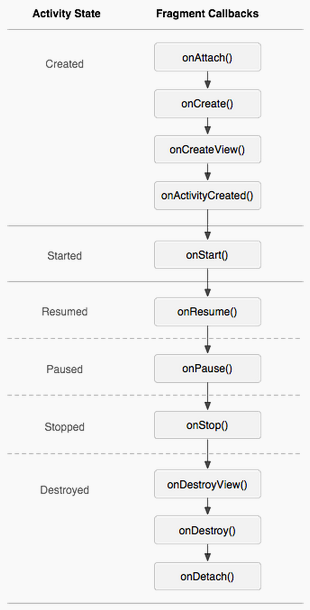 Activity State Fragment Callbacks
Created
onAttach()
onCreate()
onCreateView()
onActivityCreated()
Started onStart()
Resumed onResume()
Paused onPause()
Stopped onStop()
Destroyed
onDestroyView()
onDestroy()
onDetach()